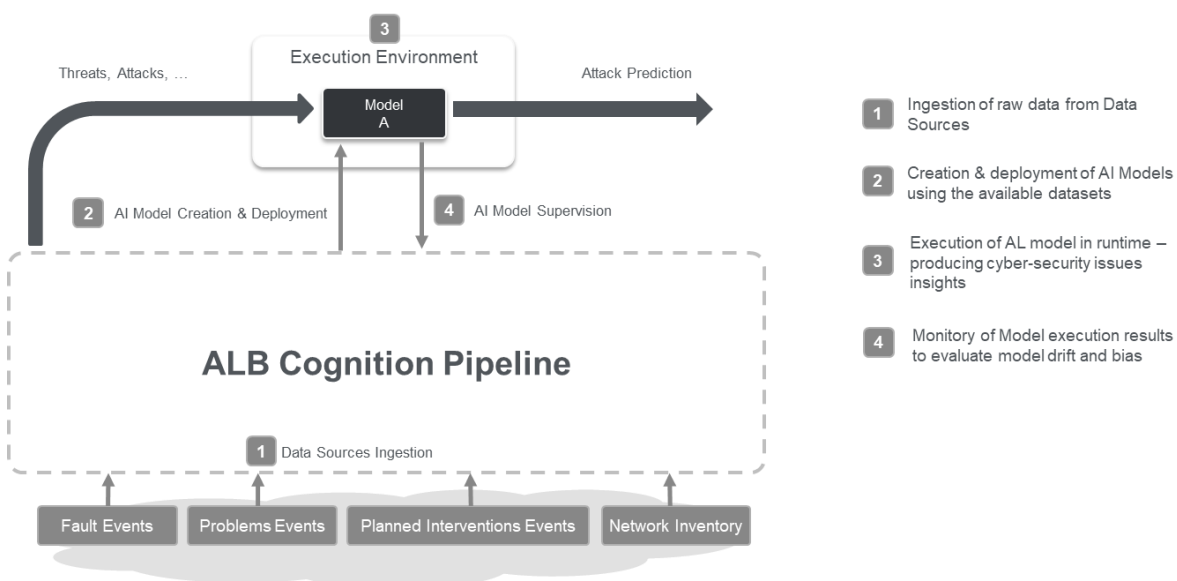 3
Execution Environment
Threats, Attacks, ...
Attack Prediction
Model
A
2
AI Model Creation & Deployment
4
AI Model Supervision
ALB Cognition Pipeline
1
Data Sources Ingestion
Fault Events
Problems Events
Planned Interventions Events
Network Inventory
1
Ingestion of raw data from Data
Sources
2
Creation & deployment of AI Models
using the available datasets
3
Execution of AL model in runtime –
producing cyber-security issues
insights
4
Monitory of Model execution results
to evaluate model drift and bias